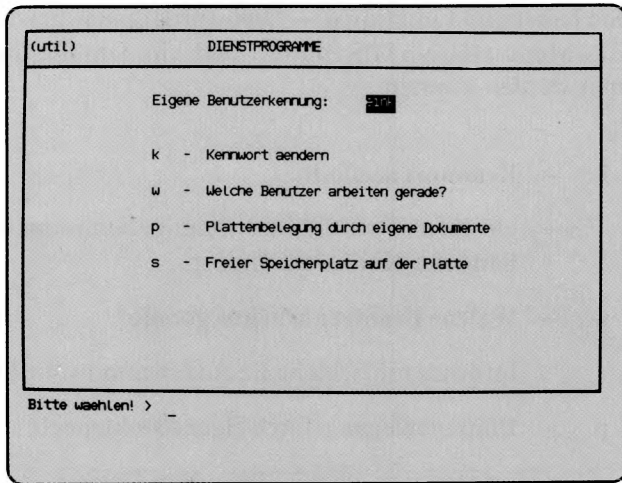 (util) DIENSTPROGRAMME
Eigene Benutzerkennung:
k - Kennwort aendern
w - Welche Benutzer arbeiten gerade?
p - Plattenbelegung durch eigene Dokumente
s - Freier Speicherplatz auf der Platte
Bitte waehlen! > _